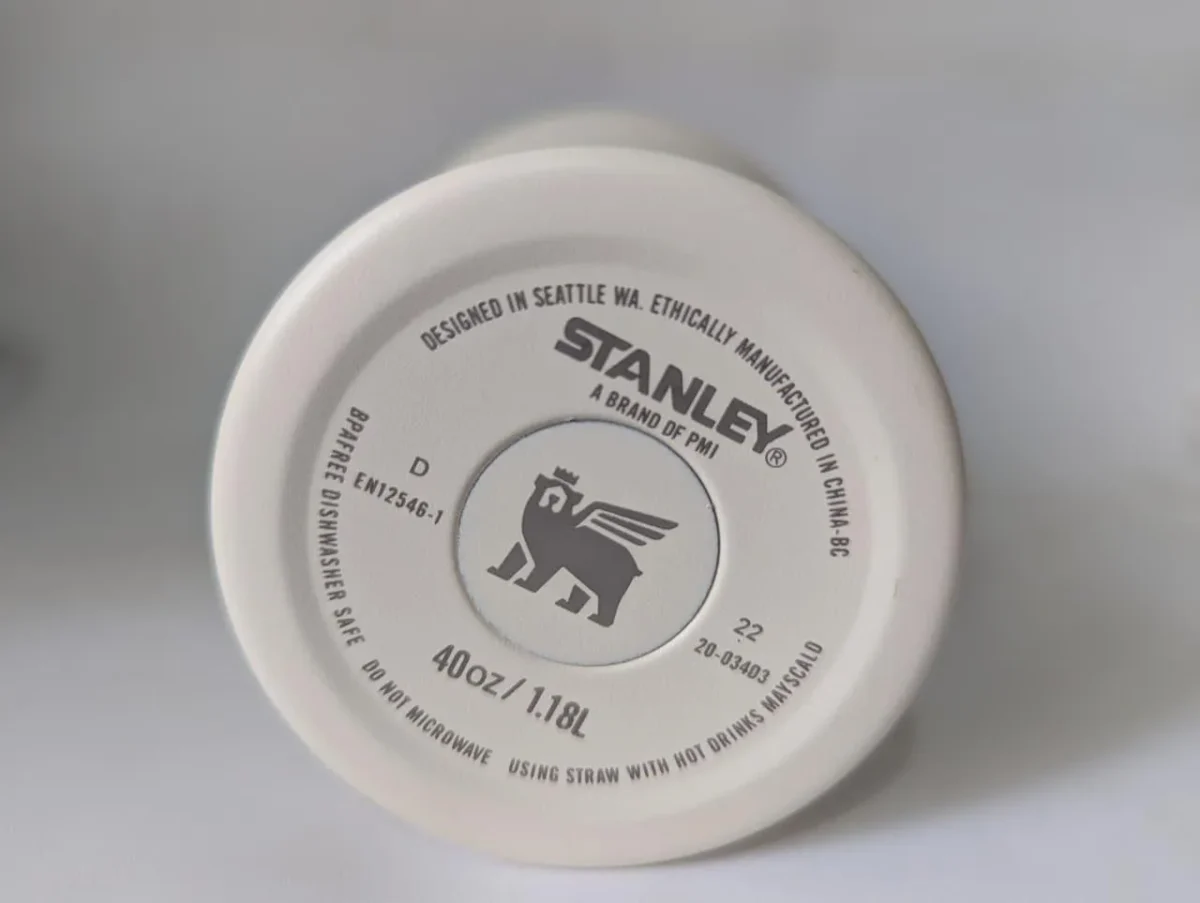 DESIGNED IN SEATTLE WA. ETHICALLY MANUFACTURED IN CHINA-BC
STANLEY®
A BRAND OF PMI
D
EN12546-1
22
20-03403
40oz / 1.18L
BPAFREE DISHWASHER SAFE DO NOT MICROWAVE USING STRAW WITH HOT DRINKS MAYSCALD